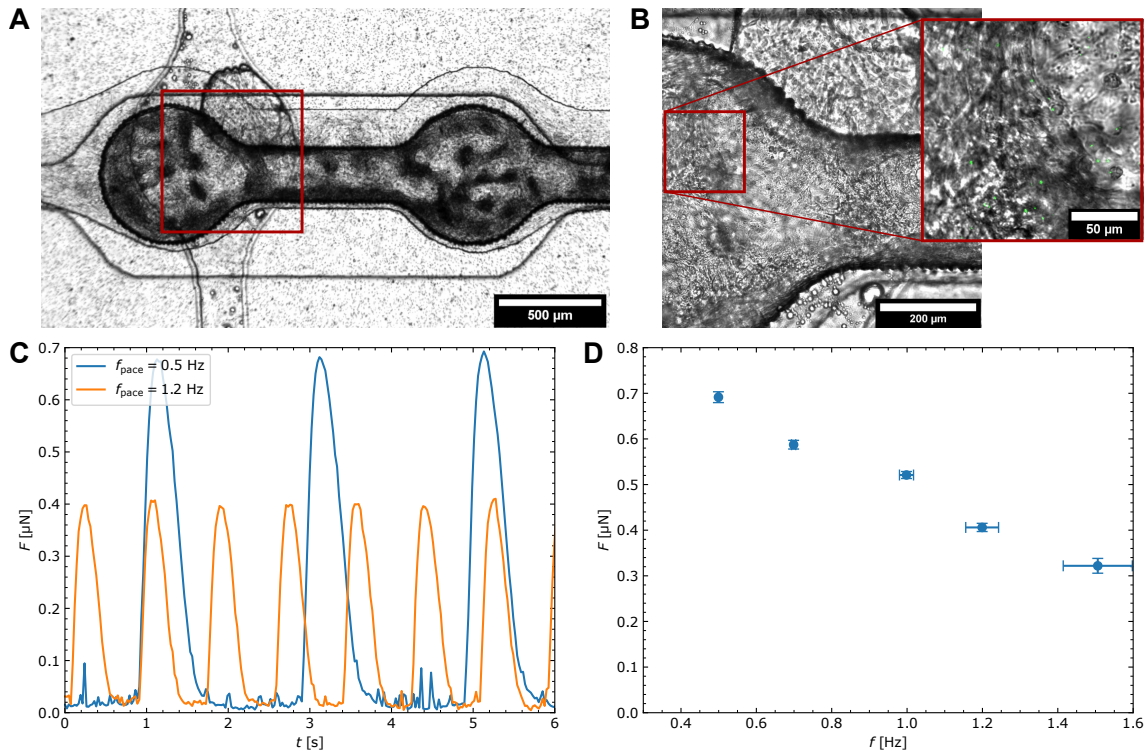 A
500 µm
B
50 µm
200 µm
C
f_pace = 0.5 Hz
f_pace = 1.2 Hz
F [µN]
0.7
0.6
0.5
0.4
0.3
0.2
0.1
0.0
0 1 2 3 4 5 6
t [s]
D
F [µN]
0.8
0.7
0.6
0.5
0.4
0.3
0.2
0.1
0.0
0.4 0.6 0.8 1.0 1.2 1.4 1.6
f [Hz]